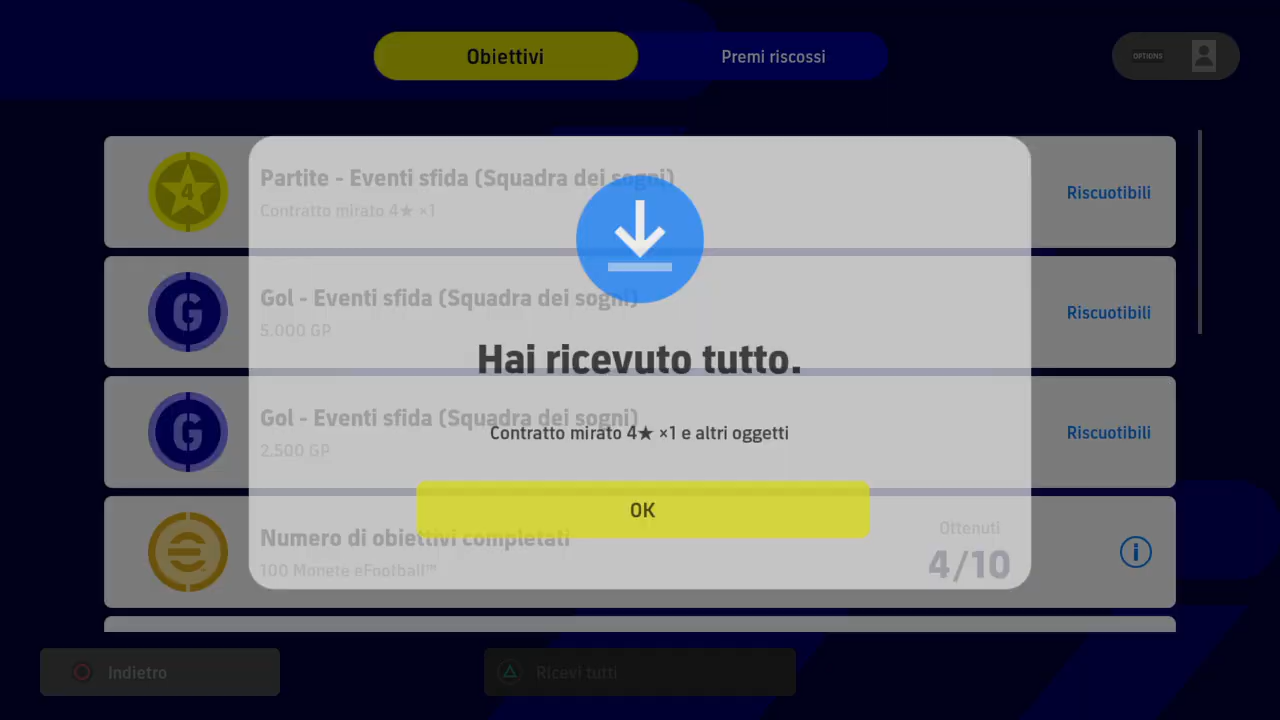 Obiettivi
Premi riscossi
OPTIONS
4
Partite - Eventi sfida (Squadra dei sogni)
Contratto mirato 4★ ×1
Riscuotibili
G
Gol - Eventi sfida (Squadra dei sogni)
5.000 GP
Riscuotibili
Hai ricevuto tutto.
G
Gol - Eventi sfida (Squadra dei sogni)
2.500 GP
Riscuotibili
Contratto mirato 4★ ×1 e altri oggetti
OK
Numero di obiettivi completati
100 Monete eFootball™
Ottenuti
4/10
i
Indietro
Ricevi tutti